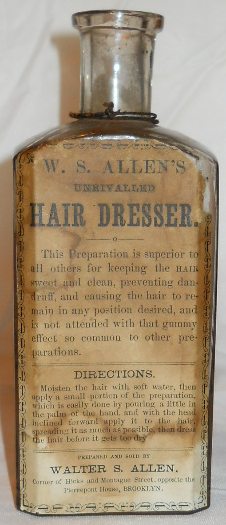 W. S. ALLEN'S
UNRIVALLED
HAIR DRESSER.
This Preparation is superior to
all others for keeping the HAIR
sweet and clean, preventing dan-
druff, and causing the hair to re-
main in any position desired, and
is not attended with that gummy
effect so common to other pre-
parations.
DIRECTIONS.
Moisten the hair with soft water, then
apply a small portion of the preparation,
which is easily done by pouring a little in
the palm of the hand, and with the head
inclined forward apply it to the hair,
spreading it as much as possible, then dress
the hair before it gets too dry
PREPARED AND SOLD BY
WALTER S. ALLEN,
Corner of Hicks and Montague Street, opposite the
Pierrepont House, BROOKLYN.